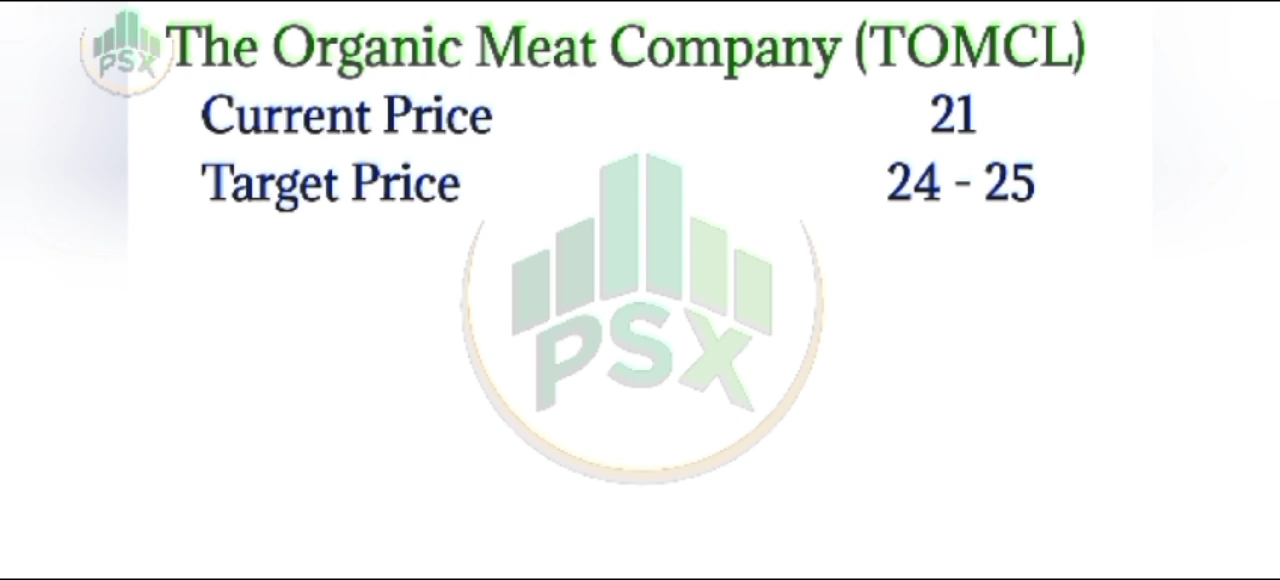 PSX
The Organic Meat Company (TOMCL)
Current Price 21
Target Price 24 - 25
PSX